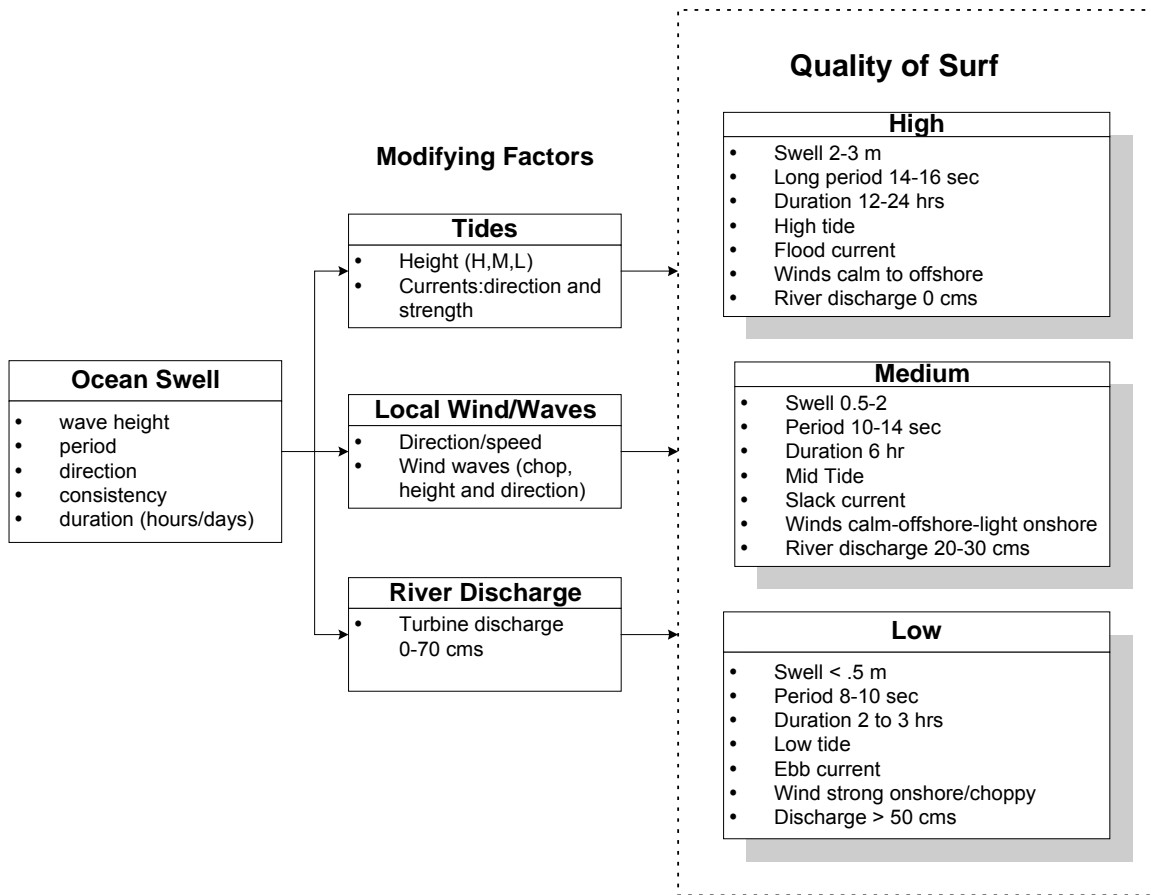 Quality of Surf
Modifying Factors
Ocean Swell
• wave height
• period
• direction
• consistency
• duration (hours/days)
Tides
• Height (H,M,L)
• Currents:direction and
strength
Local Wind/Waves
• Direction/speed
• Wind waves (chop,
height and direction)
River Discharge
• Turbine discharge
0-70 cms
High
• Swell 2-3 m
• Long period 14-16 sec
• Duration 12-24 hrs
• High tide
• Flood current
• Winds calm to offshore
• River discharge 0 cms
Medium
• Swell 0.5-2
• Period 10-14 sec
• Duration 6 hr
• Mid Tide
• Slack current
• Winds calm-offshore-light onshore
• River discharge 20-30 cms
Low
• Swell < .5 m
• Period 8-10 sec
• Duration 2 to 3 hrs
• Low tide
• Ebb current
• Wind strong onshore/choppy
• Discharge > 50 cms